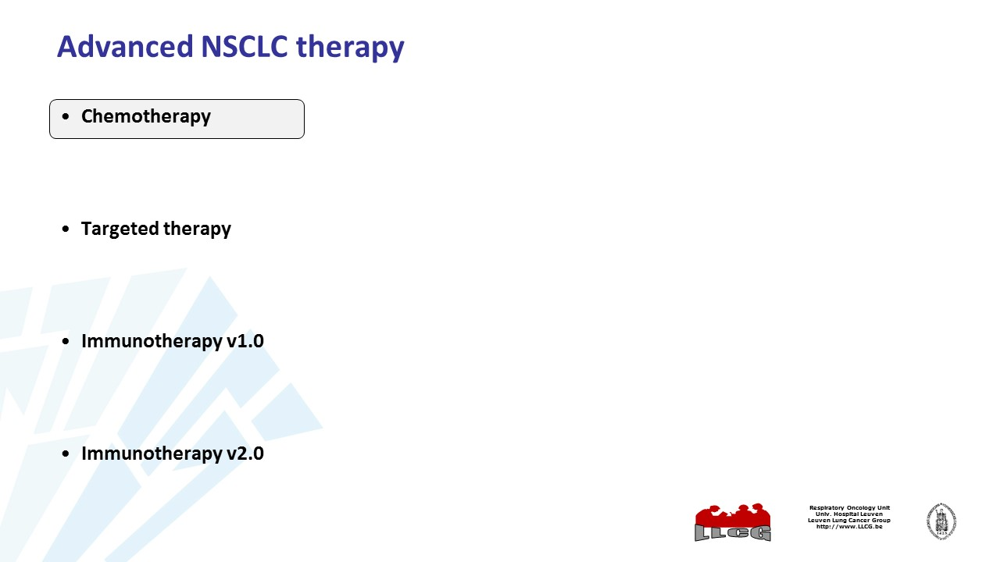 Advanced NSCLC therapy
• Chemotherapy
• Targeted therapy
• Immunotherapy v1.0
• Immunotherapy v2.0
LLCG
Respiratory Oncology Unit
Univ. Hospital Leuven
Leuven Lung Cancer Group
http://www.LLCG.be